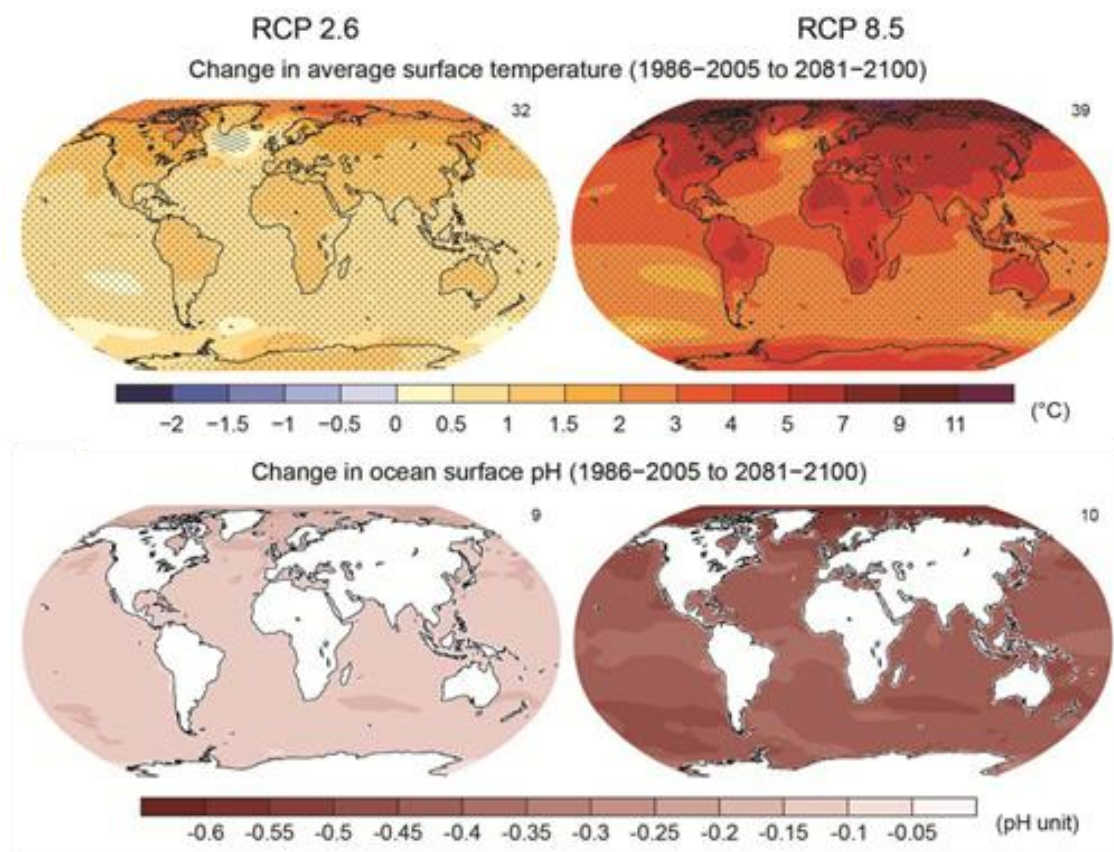 RCP 2.6 RCP 8.5
Change in average surface temperature (1986−2005 to 2081−2100)
32 39
−2 −1.5 −1 −0.5 0 0.5 1 1.5 2 3 4 5 7 9 11 (°C)
Change in ocean surface pH (1986−2005 to 2081−2100)
9 10
-0.6 -0.55 -0.5 -0.45 -0.4 -0.35 -0.3 -0.25 -0.2 -0.15 -0.1 -0.05 (pH unit)